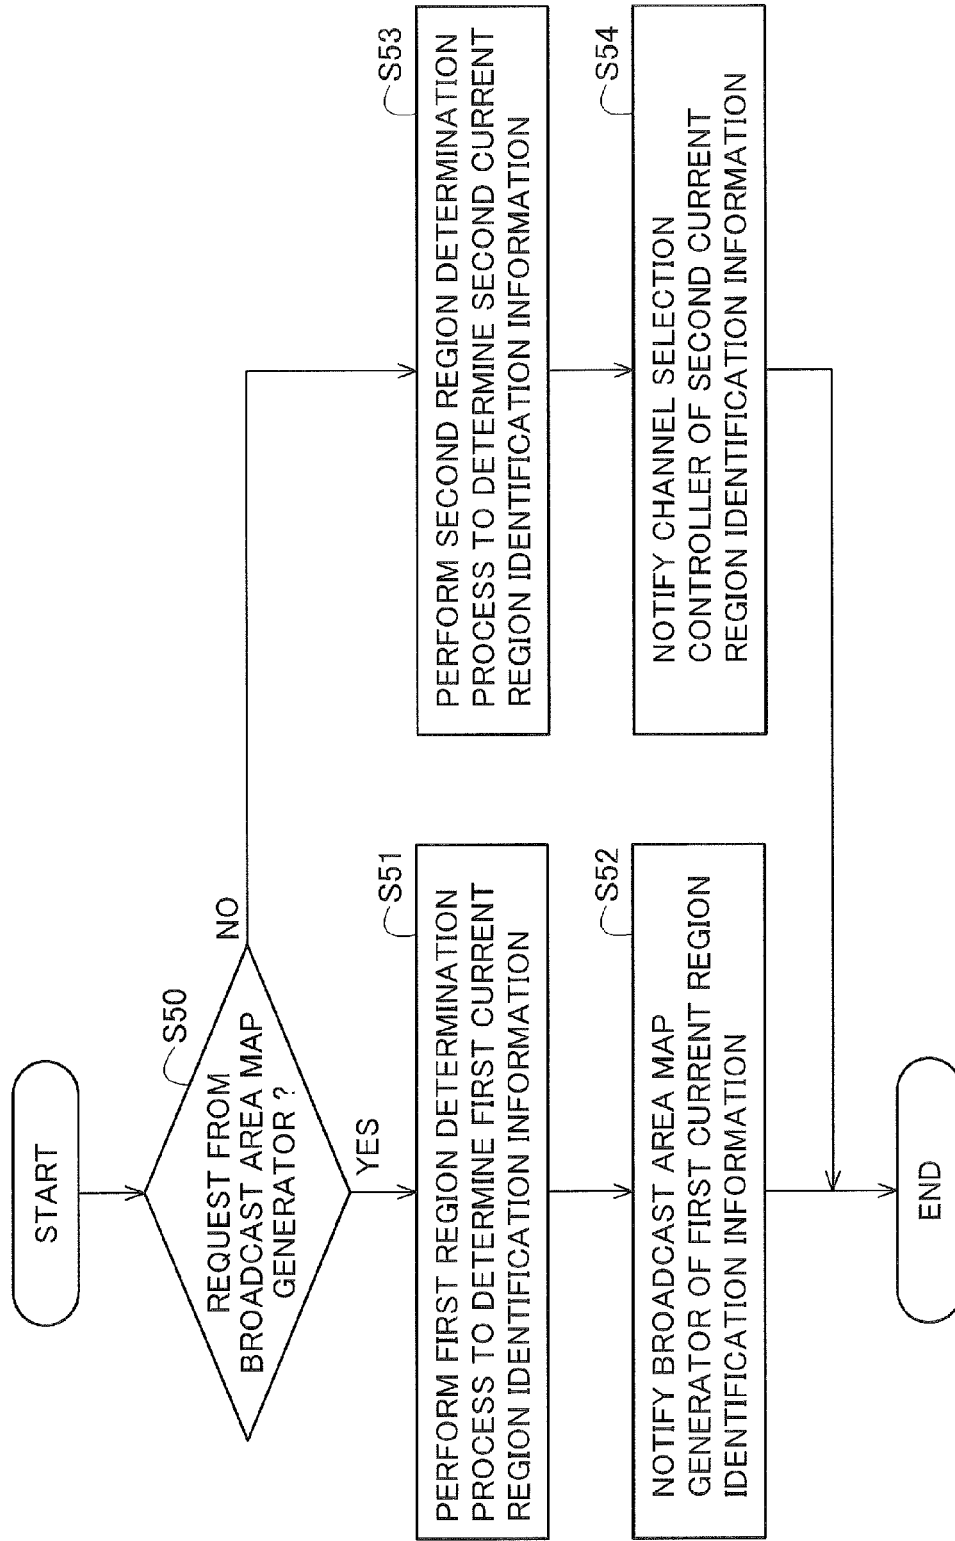 START
S50
REQUEST FROM
BROADCAST AREA MAP
GENERATOR ?
NO
YES
S51
PERFORM FIRST REGION DETERMINATION
PROCESS TO DETERMINE FIRST CURRENT
REGION IDENTIFICATION INFORMATION
S52
NOTIFY BROADCAST AREA MAP
GENERATOR OF FIRST CURRENT REGION
IDENTIFICATION INFORMATION
S53
PERFORM SECOND REGION DETERMINATION
PROCESS TO DETERMINE SECOND CURRENT
REGION IDENTIFICATION INFORMATION
S54
NOTIFY CHANNEL SELECTION
CONTROLLER OF SECOND CURRENT
REGION IDENTIFICATION INFORMATION
END